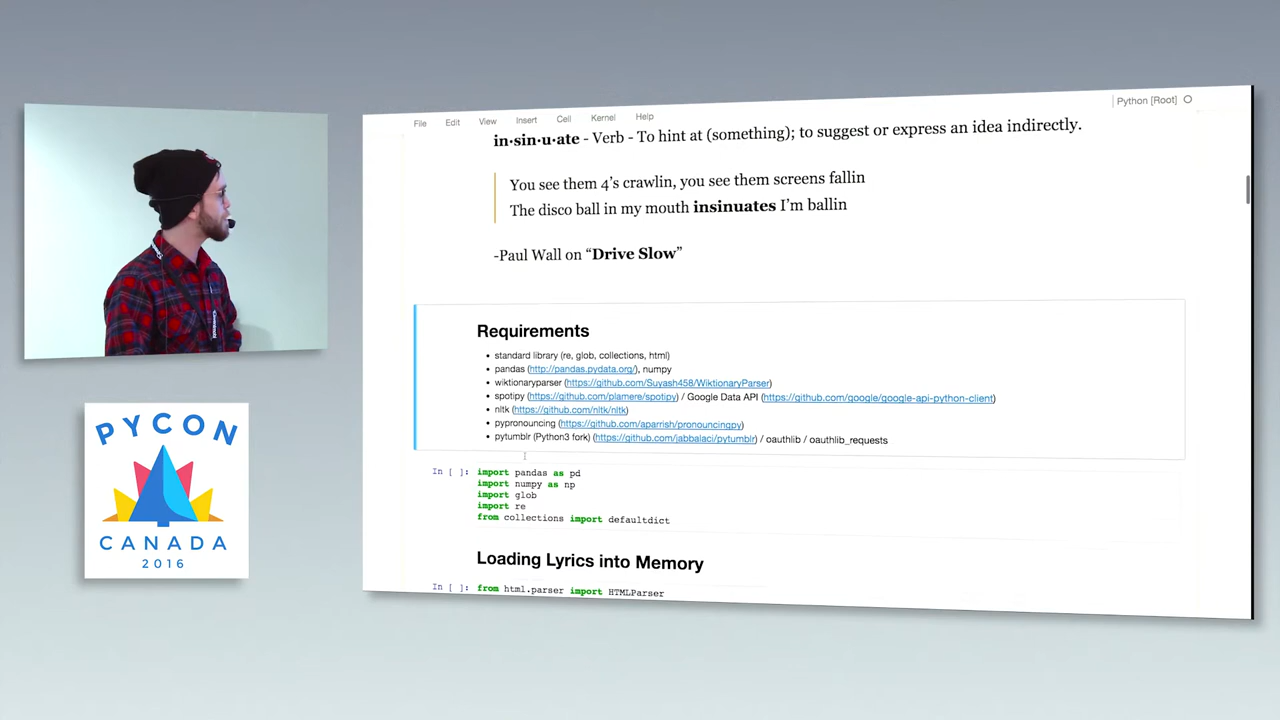 Python [Root]
File Edit View Insert Cell Kernel Help
in·sin·u·ate - Verb - To hint at (something); to suggest or express an idea indirectly.
You see them 4’s crawlin, you see them screens fallin
The disco ball in my mouth insinuates I’m ballin
-Paul Wall on “Drive Slow”
Requirements
• standard library (re, glob, collections, html)
• pandas (http://pandas.pydata.org/), numpy
• wiktionaryparser (https://github.com/Suyash458/WiktionaryParser)
• spotipy (https://github.com/plamere/spotipy) / Google Data API (https://github.com/google/google-api-python-client)
• nltk (https://github.com/nltk/nltk)
• pypronouncing (https://github.com/aparrish/pronouncingpy)
• pytumblr (Python3 fork) (https://github.com/jabbalaci/pytumblr) / oauthlib / oauthlib_requests
In [ ]: import pandas as pd
import numpy as np
import glob
import re
from collections import defaultdict
Loading Lyrics into Memory
In [ ]: from html.parser import HTMLParser
PYCON
CANADA
2016